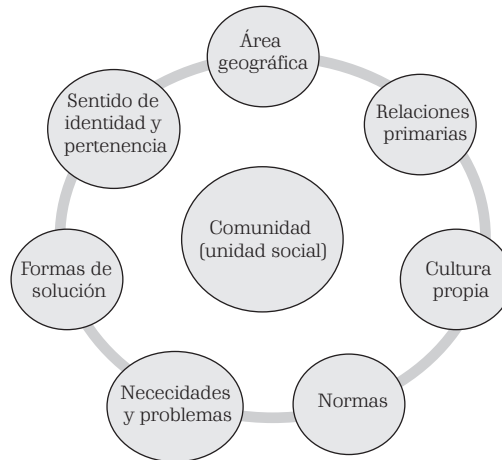 Área
geográfica
Relaciones
primarias
Cultura
propia
Normas
Nececidades
y problemas
Formas de
solución
Sentido de
identidad y
pertenencia
Comunidad
(unidad social)